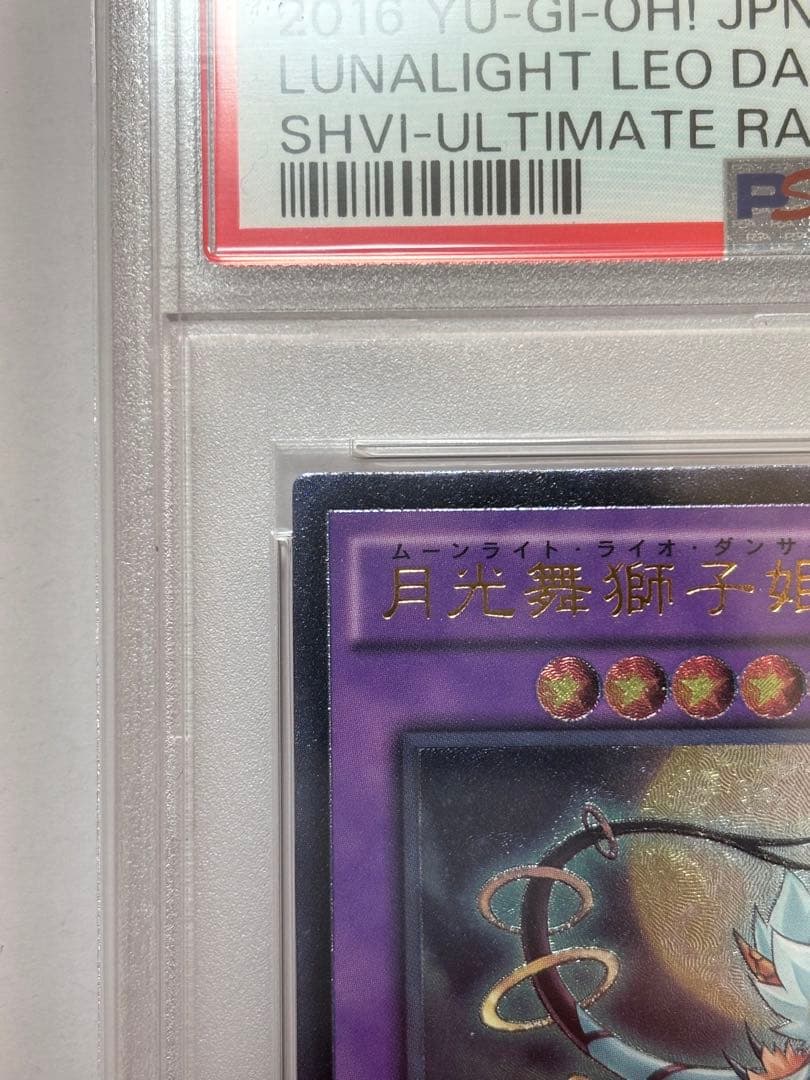 2016 YU-GI-OH! JPN
LUNALIGHT LEO DA
SHVI-ULTIMATE RA
PS
ムーンライト・ライオ・ダンサ
月光舞獅子姫